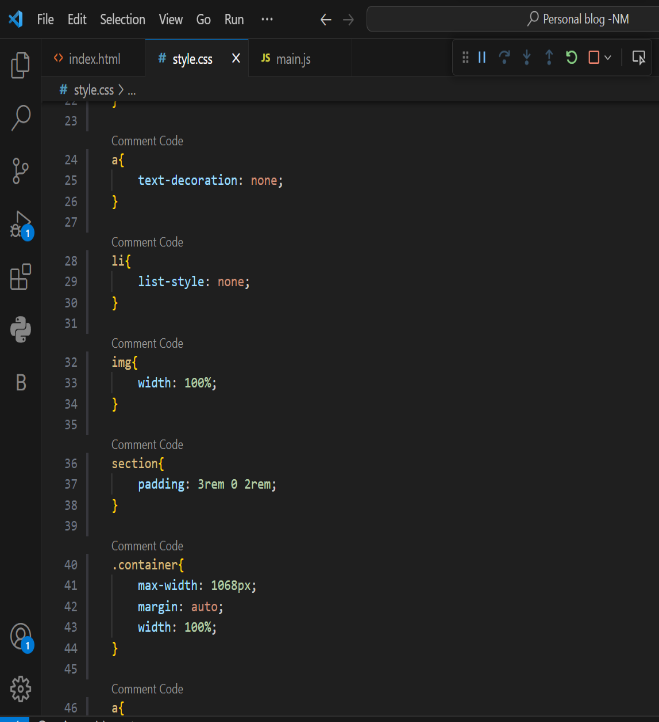 File Edit Selection View Go Run ··· Personal blog -NM
index.html # style.css JS main.js
# style.css > ...
22 }
23
Comment Code
24 a{
25 text-decoration: none;
26 }
27
Comment Code
28 li{
29 list-style: none;
30 }
31
Comment Code
32 img{
33 width: 100%;
34 }
35
Comment Code
36 section{
37 padding: 3rem 0 2rem;
38 }
39
Comment Code
40 .container{
41 max-width: 1068px;
42 margin: auto;
43 width: 100%;
44 }
45
Comment Code
46 a{
1
B
1